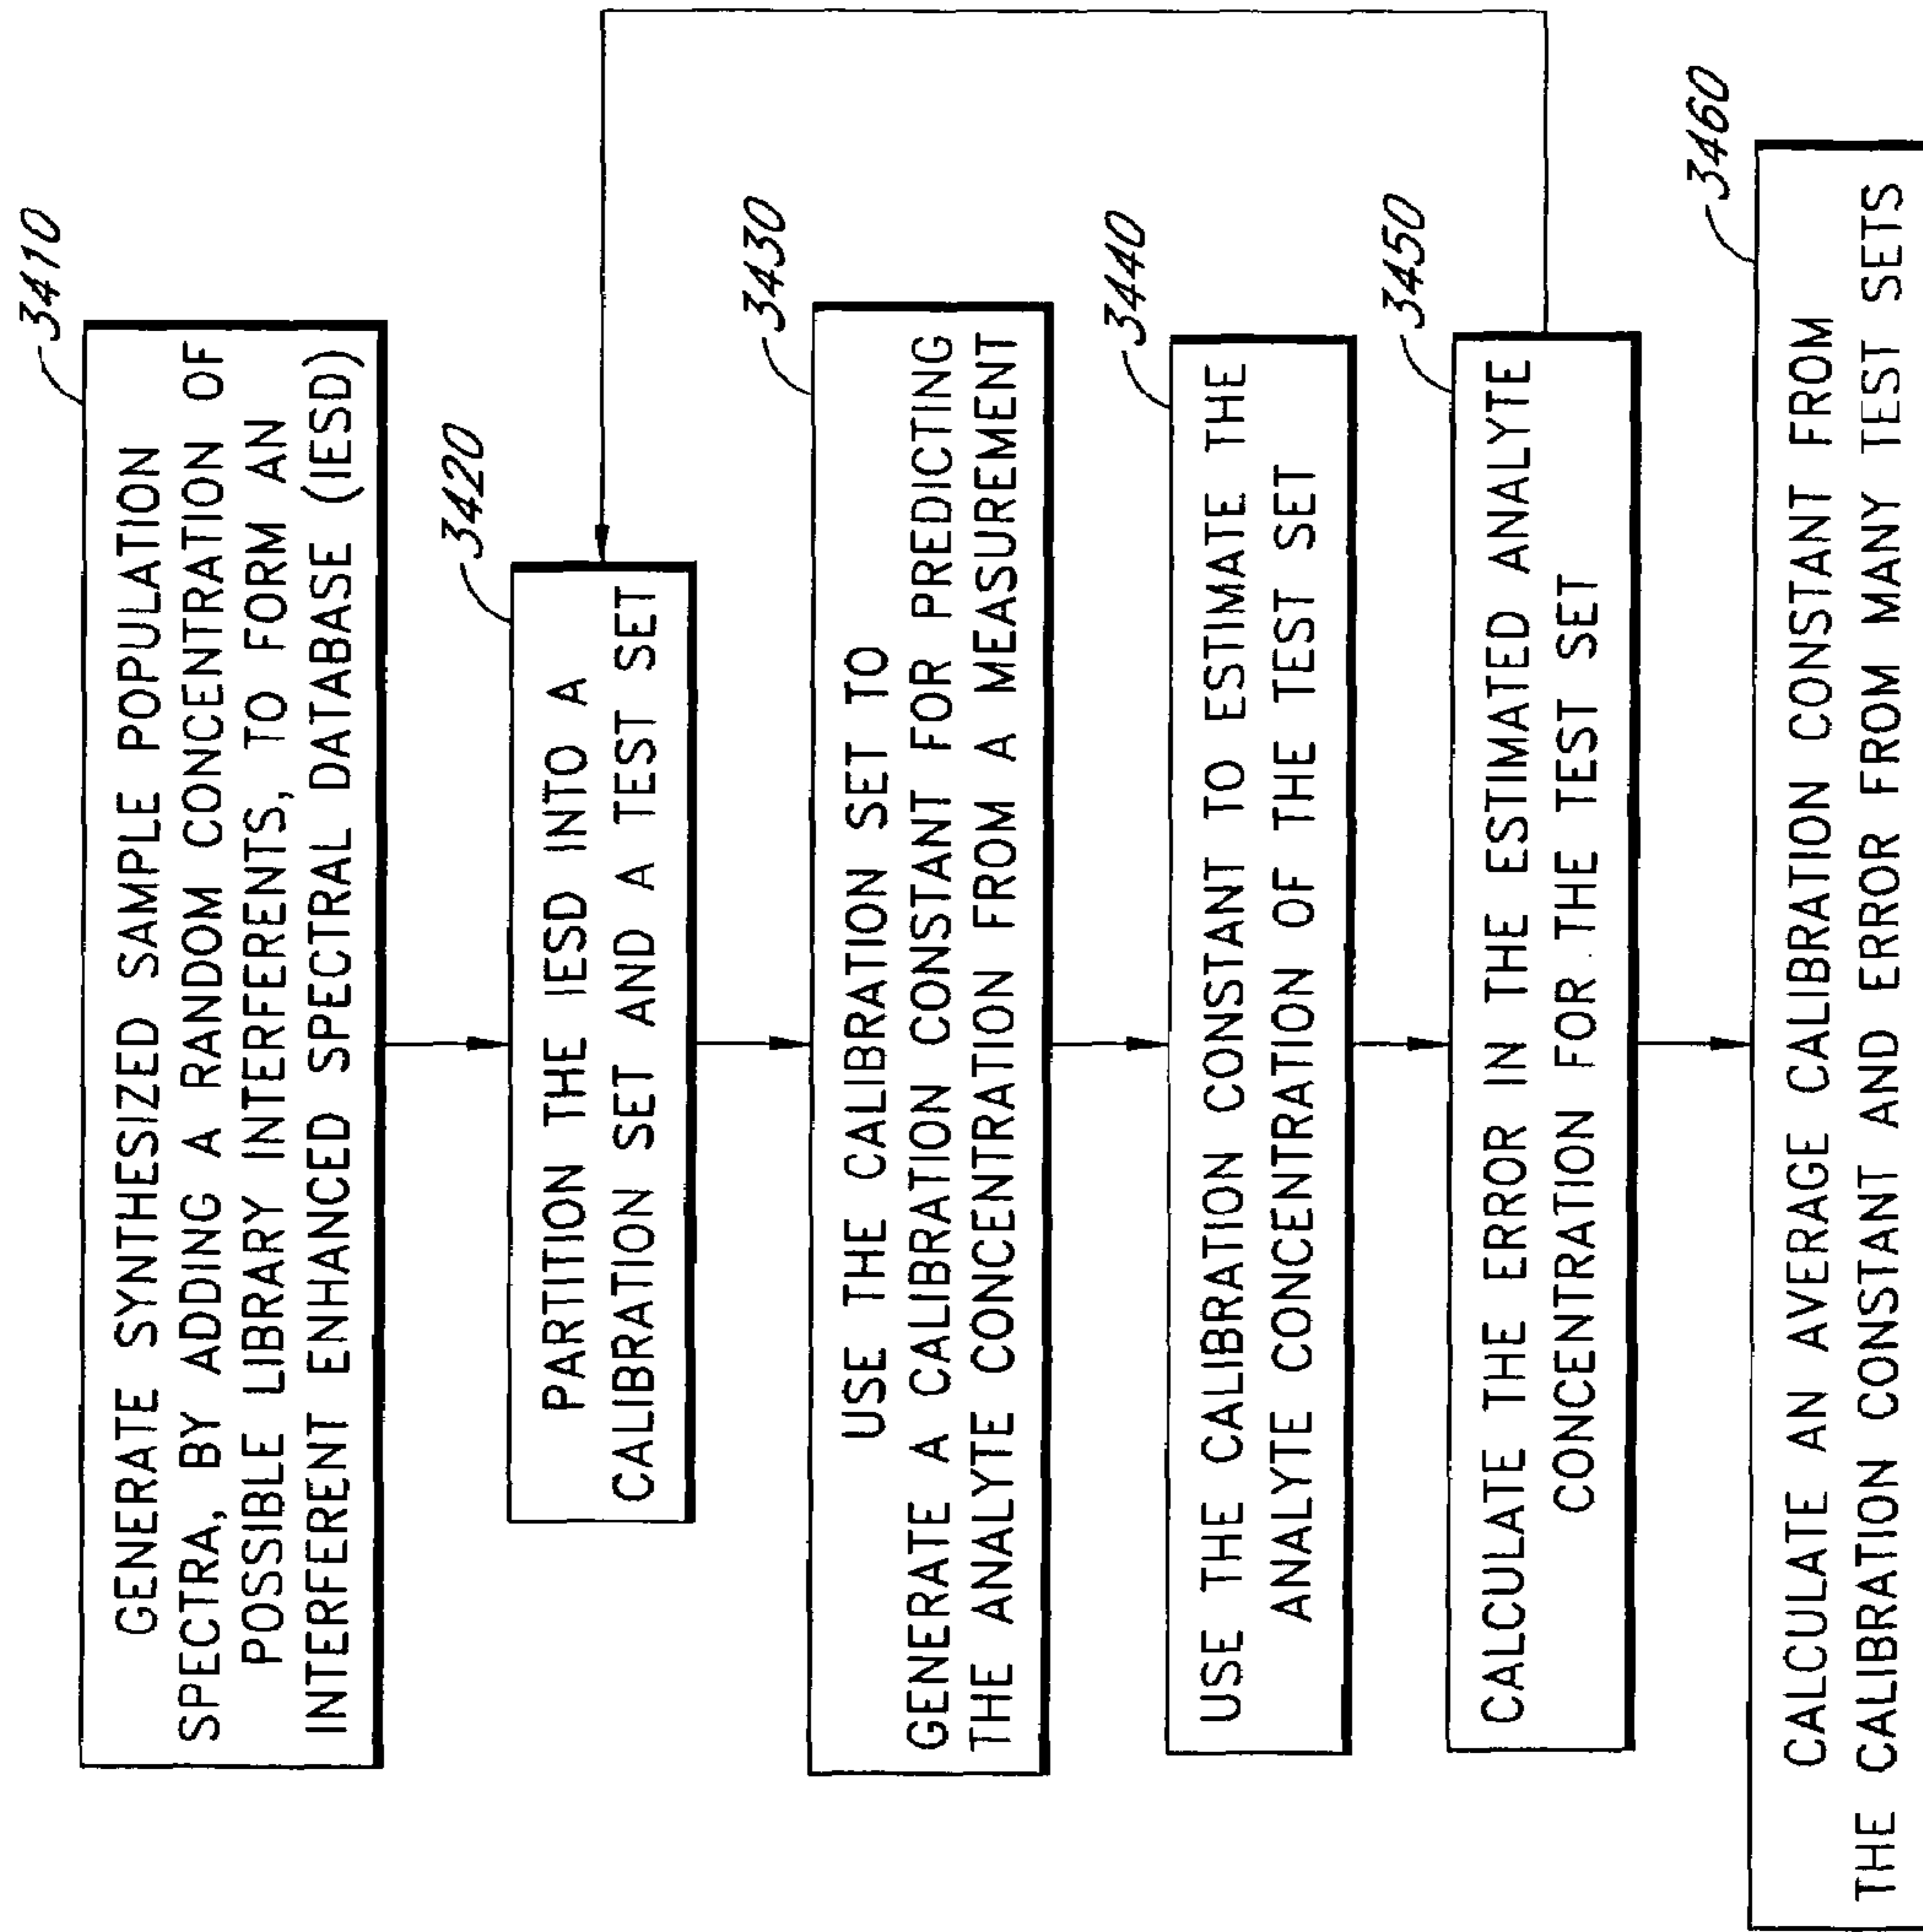 3410
GENERATE SYNTHESIZED SAMPLE POPULATION
SPECTRA, BY ADDING A RANDOM CONCENTRATION OF
POSSIBLE LIBRARY INTERFERENTS, TO FORM AN
INTERFERENT ENHANCED SPECTRAL DATABASE (IESD)
3420
PARTITION THE IESD INTO A
CALIBRATION SET AND A TEST SET
3430
USE THE CALIBRATION SET TO
GENERATE A CALIBRATION CONSTANT FOR PREDICTING
THE ANALYTE CONCENTRATION FROM A MEASUREMENT
3440
USE THE CALIBRATION CONSTANT TO ESTIMATE THE
ANALYTE CONCENTRATION OF THE TEST SET
3450
CALCULATE THE ERROR IN THE ESTIMATED ANALYTE
CONCENTRATION FOR THE TEST SET
3460
CALCULATE AN AVERAGE CALIBRATION CONSTANT FROM
THE CALIBRATION CONSTANT AND ERROR FROM MANY TEST SETS